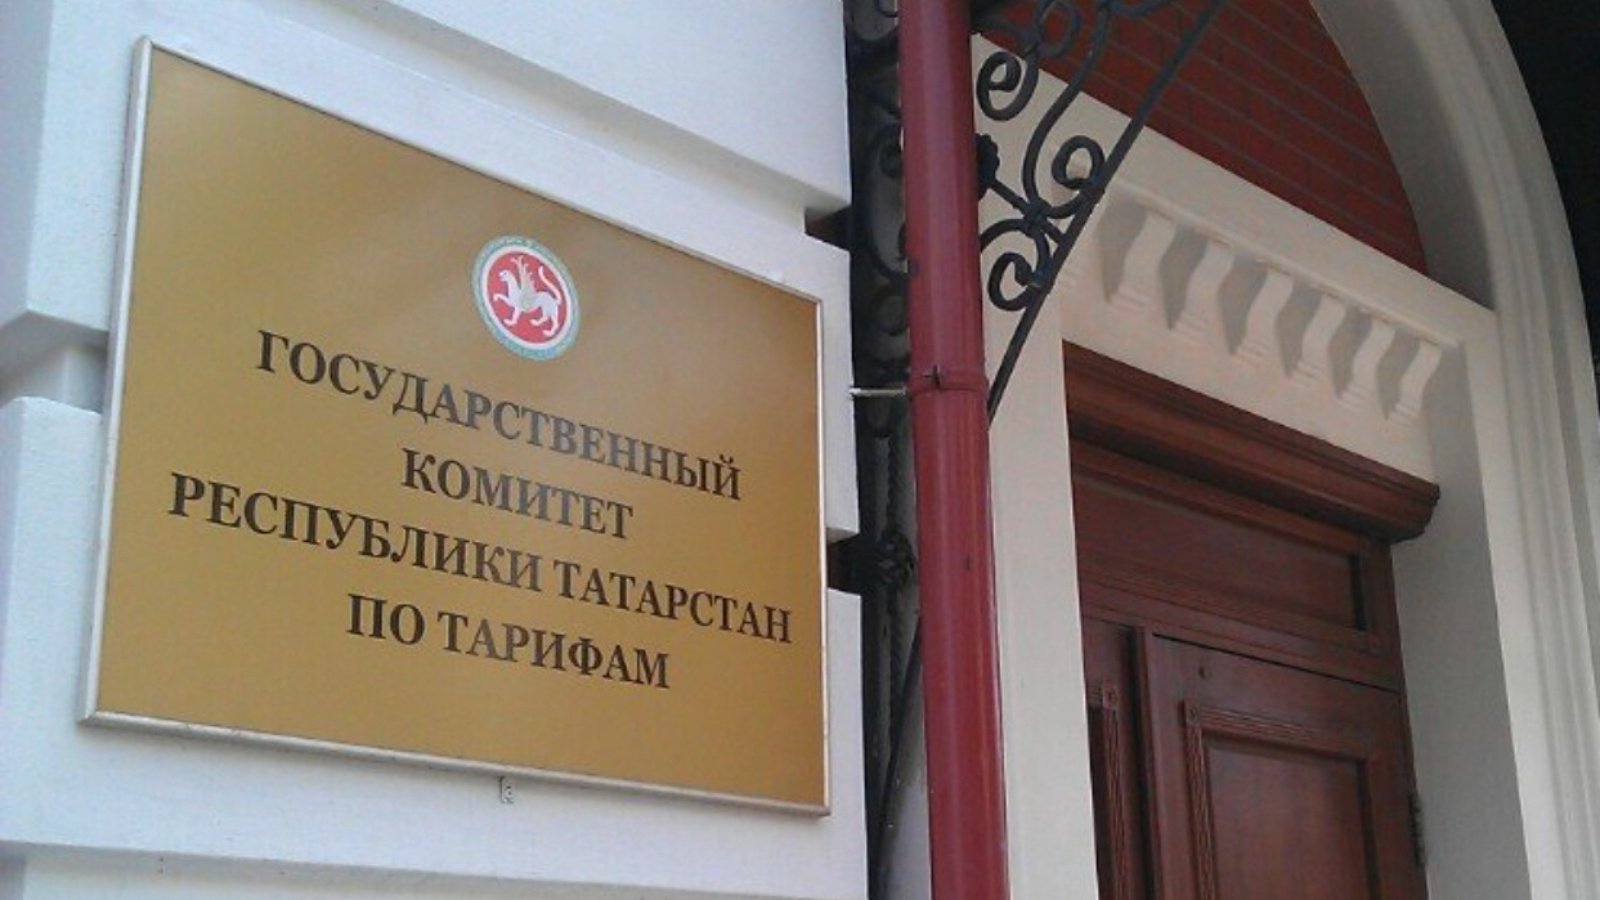 ГОСУДАРСТВЕННЫЙ
КОМИТЕТ
РЕСПУБЛИКИ ТАТАРСТАН
ПО ТАРИФАМ